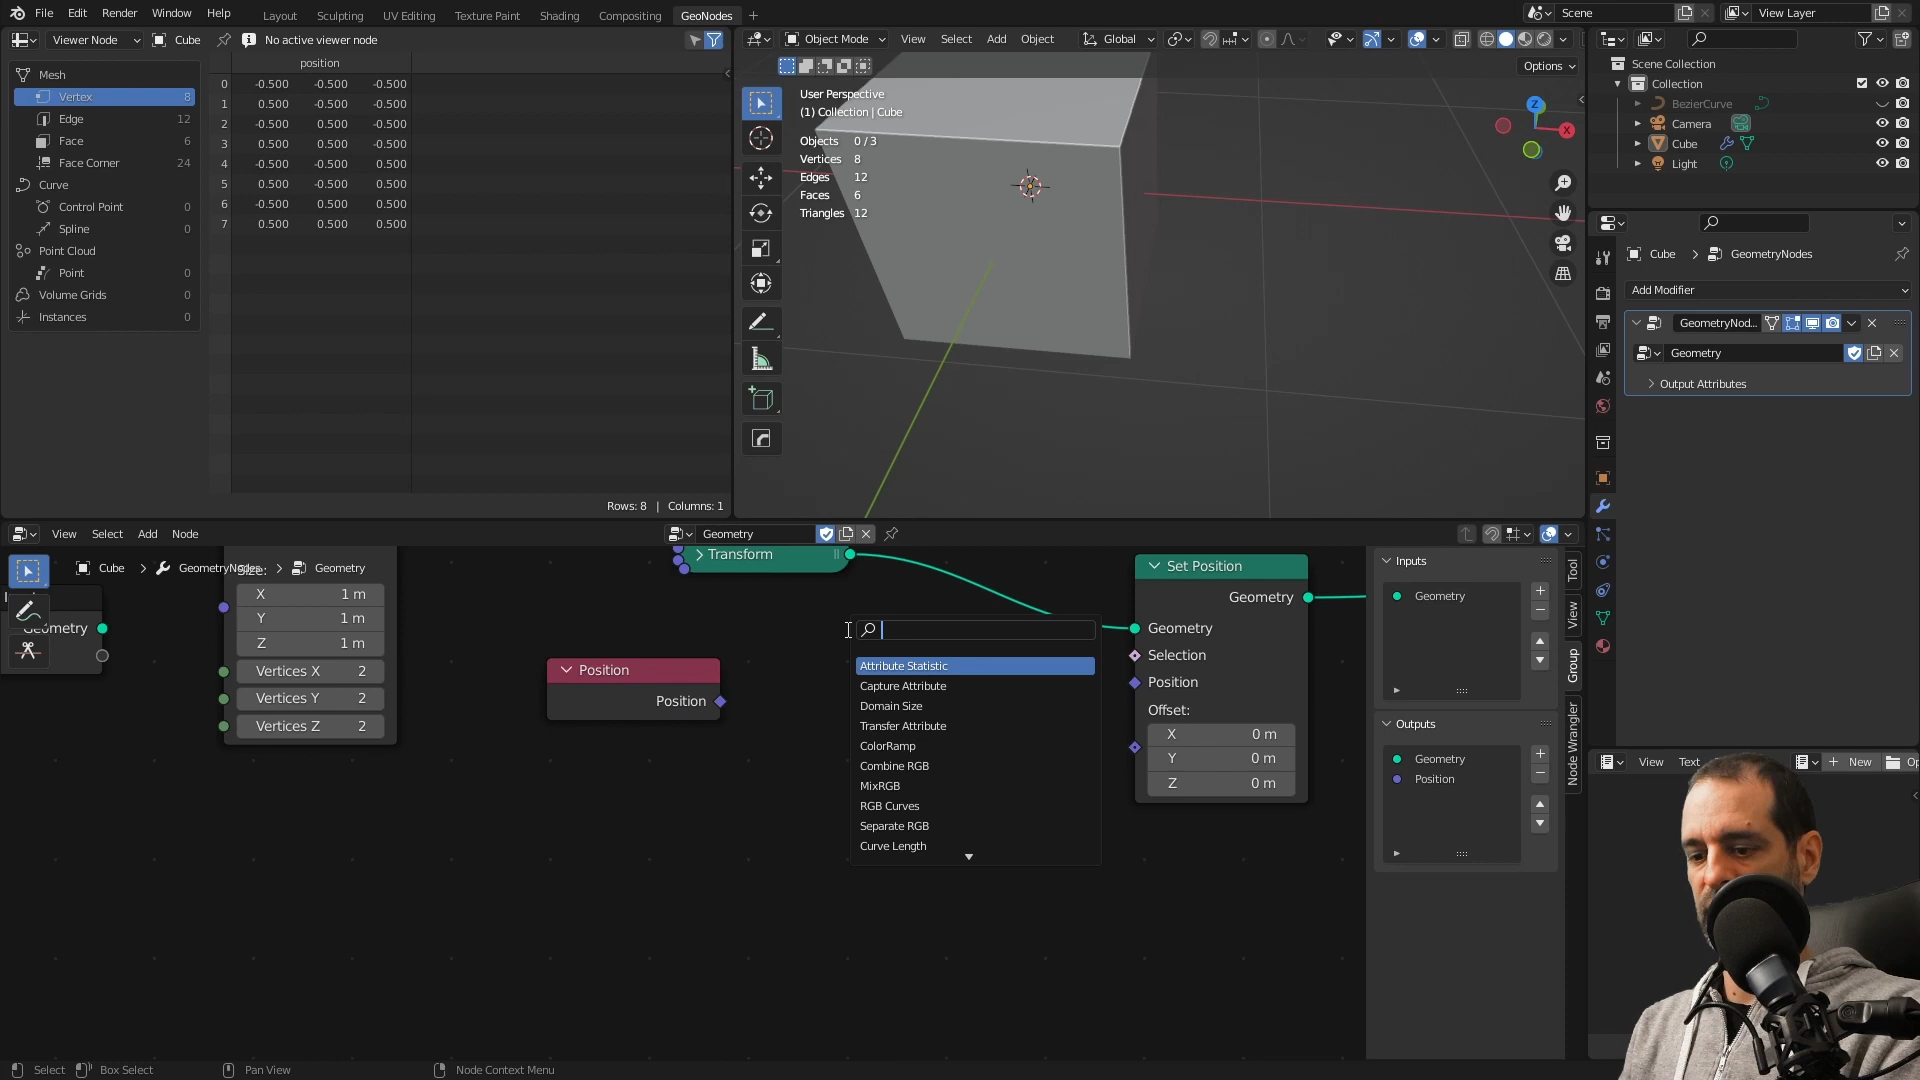 File Edit Render Window Help Layout Sculpting UV Editing Texture Paint Shading Compositing GeoNodes + Scene View Layer
Viewer Node Cube No active viewer node
Object Mode View Select Add Object Global
Options
position
Mesh
Vertex 8
Edge 12
Face 6
Face Corner 24
Curve
Control Point 0
Spline 0
Point Cloud
Point 0
Volume Grids 0
Instances 0
0 -0.500 -0.500 -0.500
1 0.500 -0.500 -0.500
2 -0.500 0.500 -0.500
3 0.500 0.500 -0.500
4 -0.500 -0.500 0.500
5 0.500 -0.500 0.500
6 -0.500 0.500 0.500
7 0.500 0.500 0.500
Rows: 8 | Columns: 1
User Perspective
(1) Collection | Cube
Objects 0 / 3
Vertices 8
Edges 12
Faces 6
Triangles 12
Z
X
Scene Collection
Collection
BezierCurve
Camera
Cube
Light
Cube GeometryNodes
Add Modifier
GeometryNod...
Geometry
Output Attributes
View Select Add Node Geometry
Cube GeometryNodes Geometry
Geometry
Size:
X 1 m
Y 1 m
Z 1 m
Vertices X 2
Vertices Y 2
Vertices Z 2
Transform
Position
Position
Attribute Statistic
Capture Attribute
Domain Size
Transfer Attribute
ColorRamp
Combine RGB
MixRGB
RGB Curves
Separate RGB
Curve Length
Set Position
Geometry
Geometry
Selection
Position
Offset:
X 0 m
Y 0 m
Z 0 m
Inputs
Geometry
Outputs
Geometry
Position
Tool
View
Group
Node Wrangler
View Text + New Op
Select Box Select Pan View Node Context Menu